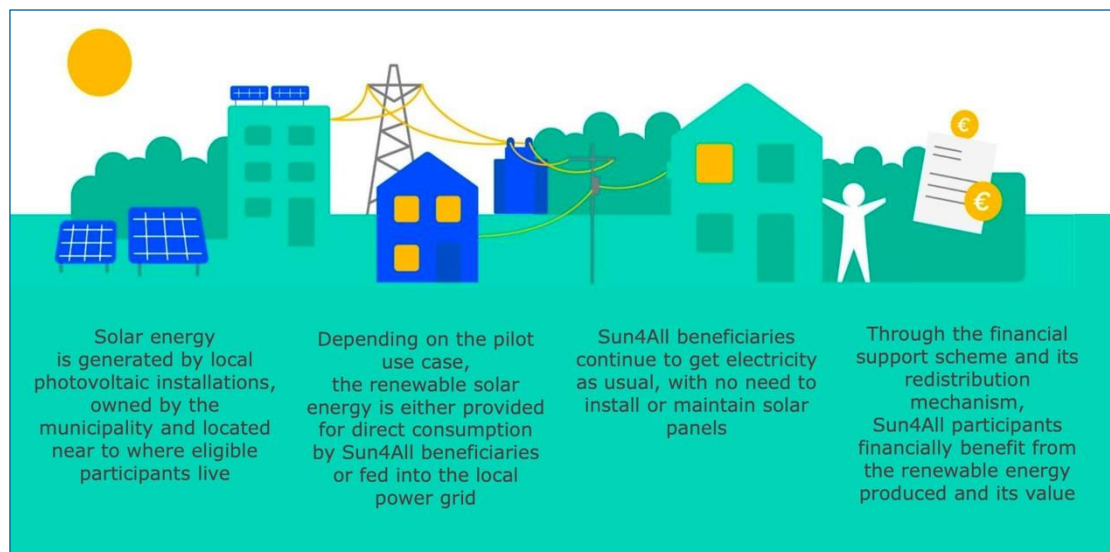 €
€
Solar energy
is generated by local
photovoltaic installations,
owned by the
municipality and located
near to where eligible
participants live
Depending on the pilot
use case,
the renewable solar
energy is either provided
for direct consumption
by Sun4All beneficiaries
or fed into the local
power grid
Sun4All beneficiaries
continue to get electricity
as usual, with no need to
install or maintain solar
panels
Through the financial
support scheme and its
redistribution
mechanism,
Sun4All participants
financially benefit from
the renewable energy
produced and its value